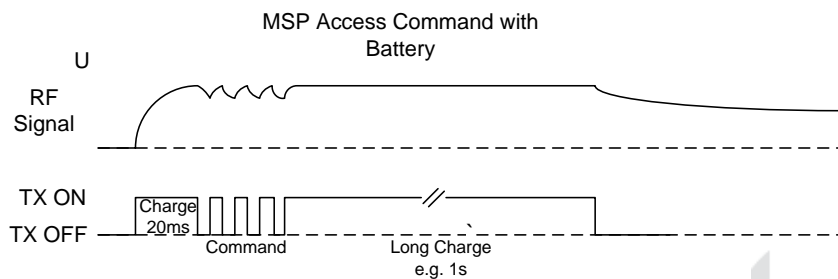 MSP Access Command with
Battery
U
RF
Signal
TX ON
TX OFF
Charge
20ms
Command
Long Charge
e.g. 1s